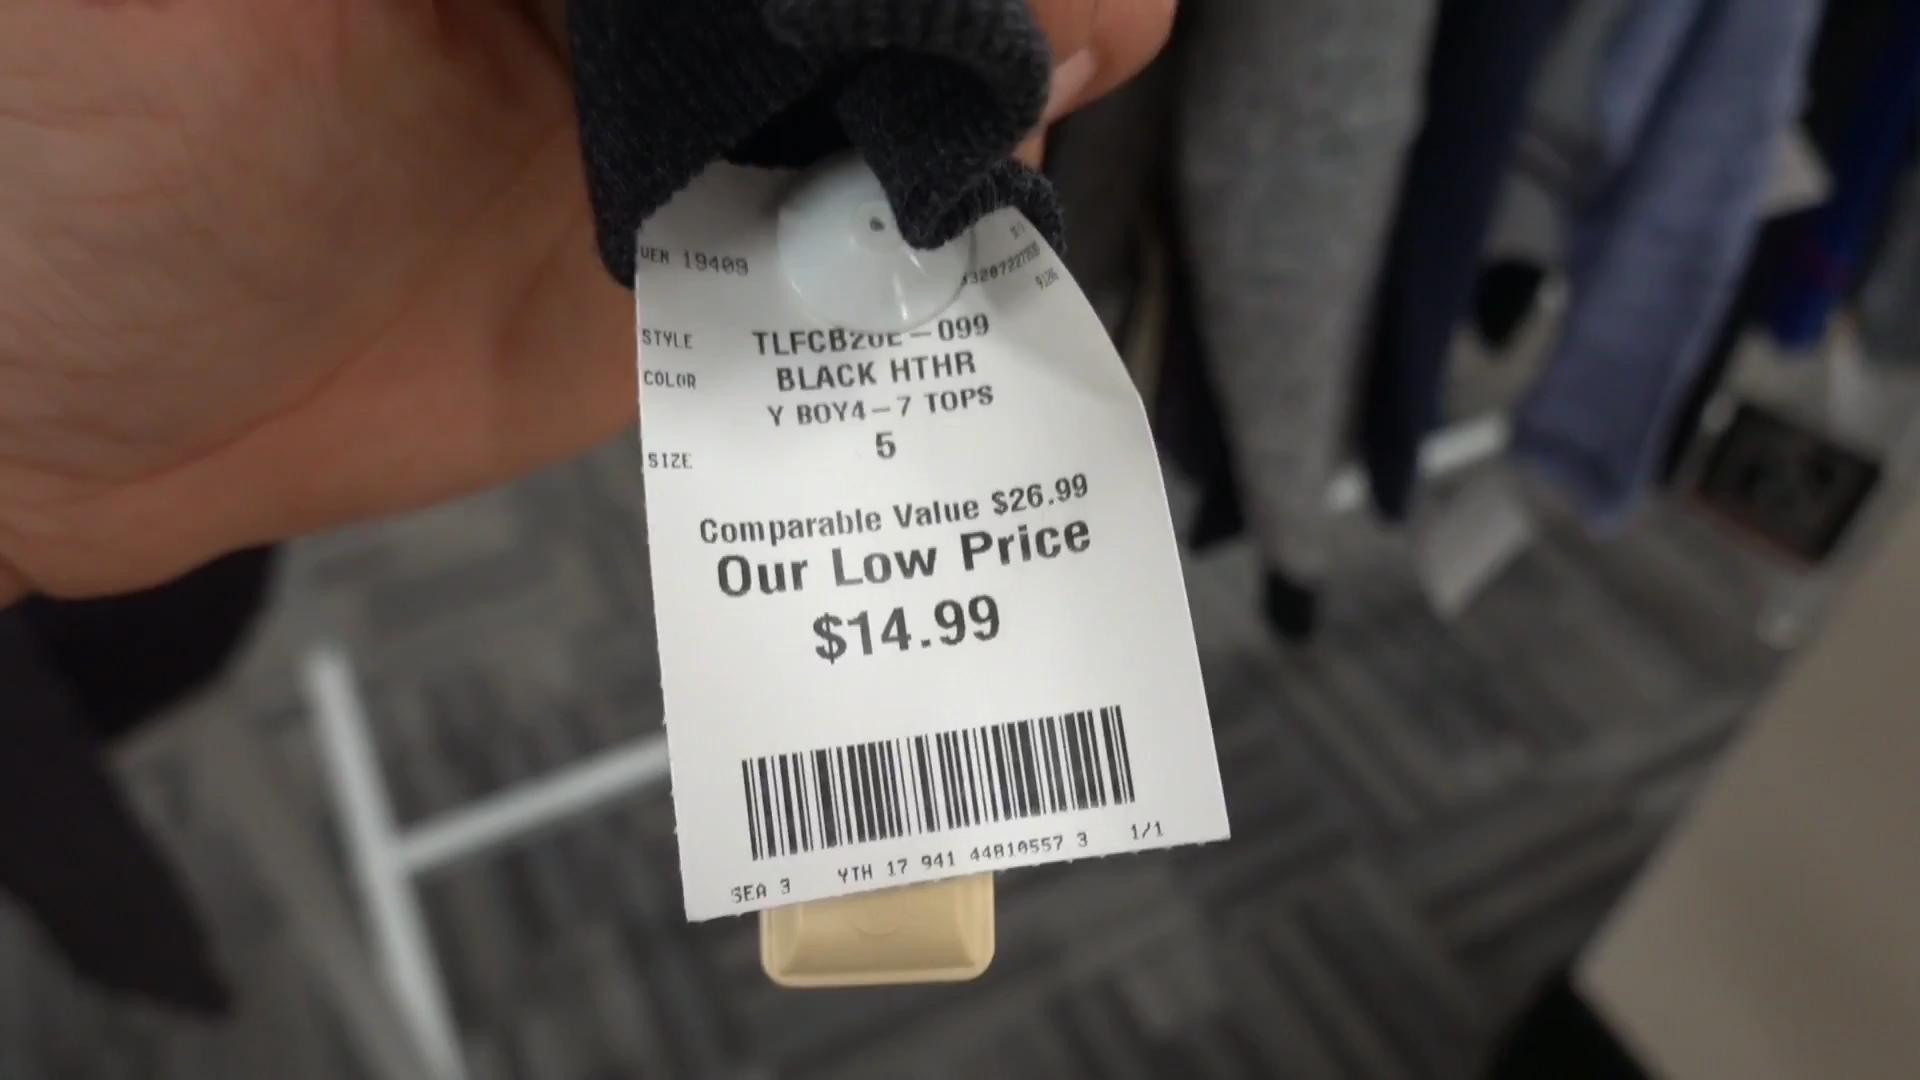 VEN 19409
STYLE TLFCB20E-099
COLOR BLACK HTHR
Y BOY4-7 TOPS
SIZE 5
Comparable Value $26.99
Our Low Price
$14.99
SEA 3 YTH 17 941 44810557 3 1/1